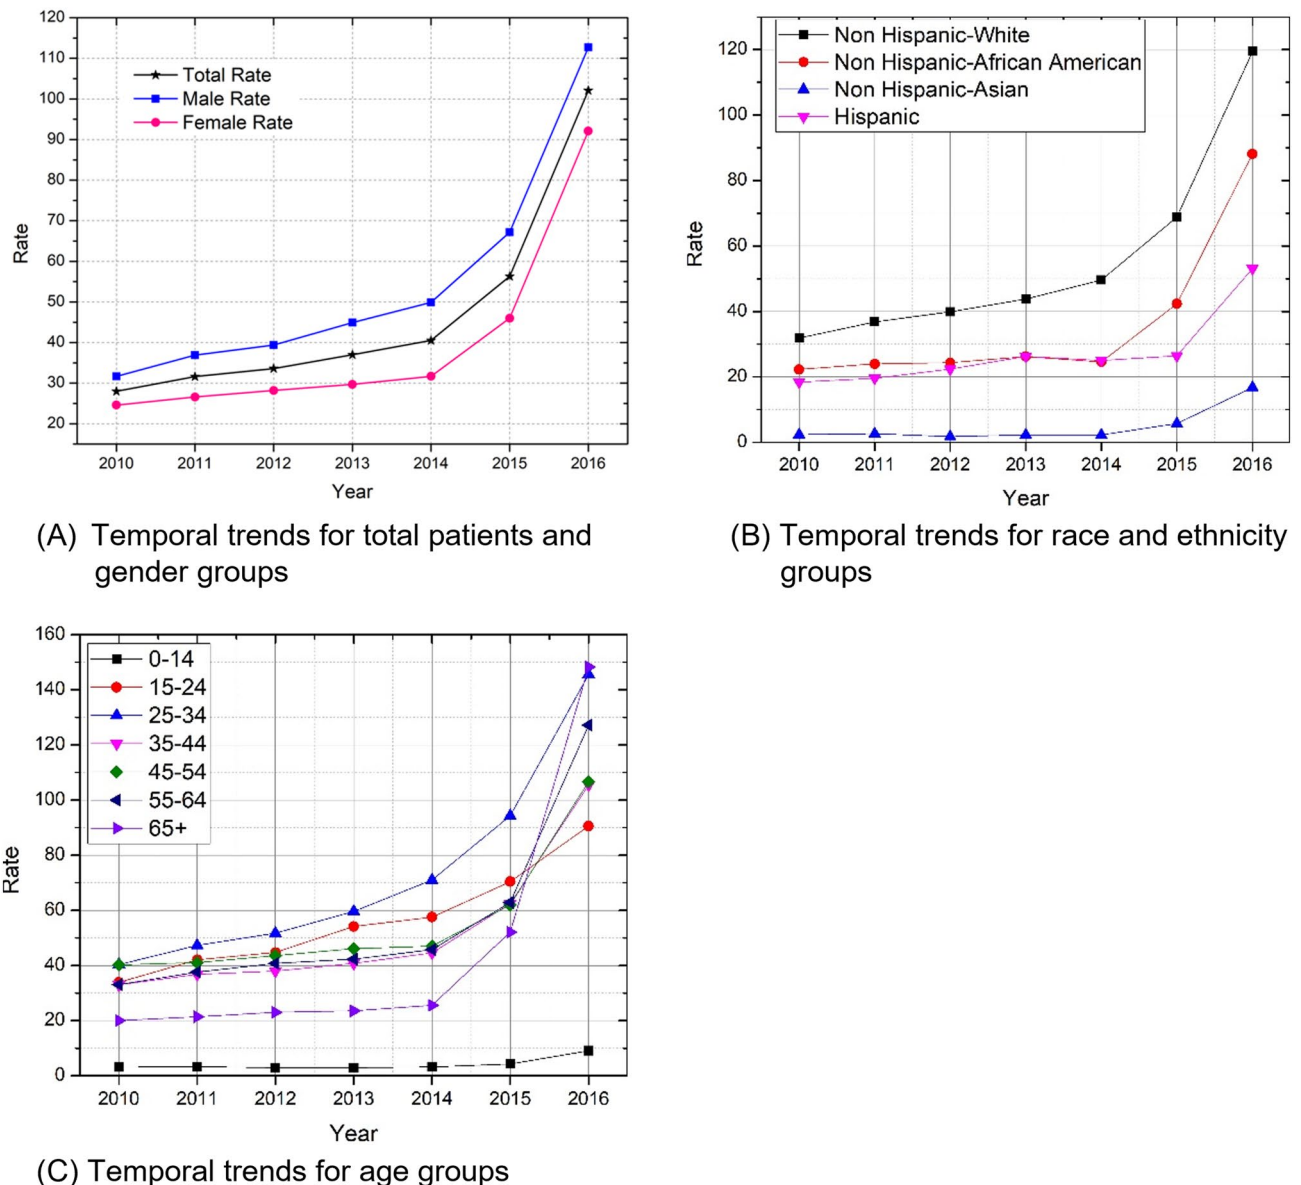 120
110
100
90
80
70
60
50
40
30
20
Rate
Total Rate
Male Rate
Female Rate
2010 2011 2012 2013 2014 2015 2016
Year
(A) Temporal trends for total patients and
gender groups
120
100
80
60
40
20
0
Rate
Non Hispanic-White
Non Hispanic-African American
Non Hispanic-Asian
Hispanic
2010 2011 2012 2013 2014 2015 2016
Year
(B) Temporal trends for race and ethnicity
groups
160
140
120
100
80
60
40
20
0
Rate
0-14
15-24
25-34
35-44
45-54
55-64
65+
2010 2011 2012 2013 2014 2015 2016
Year
(C) Temporal trends for age groups